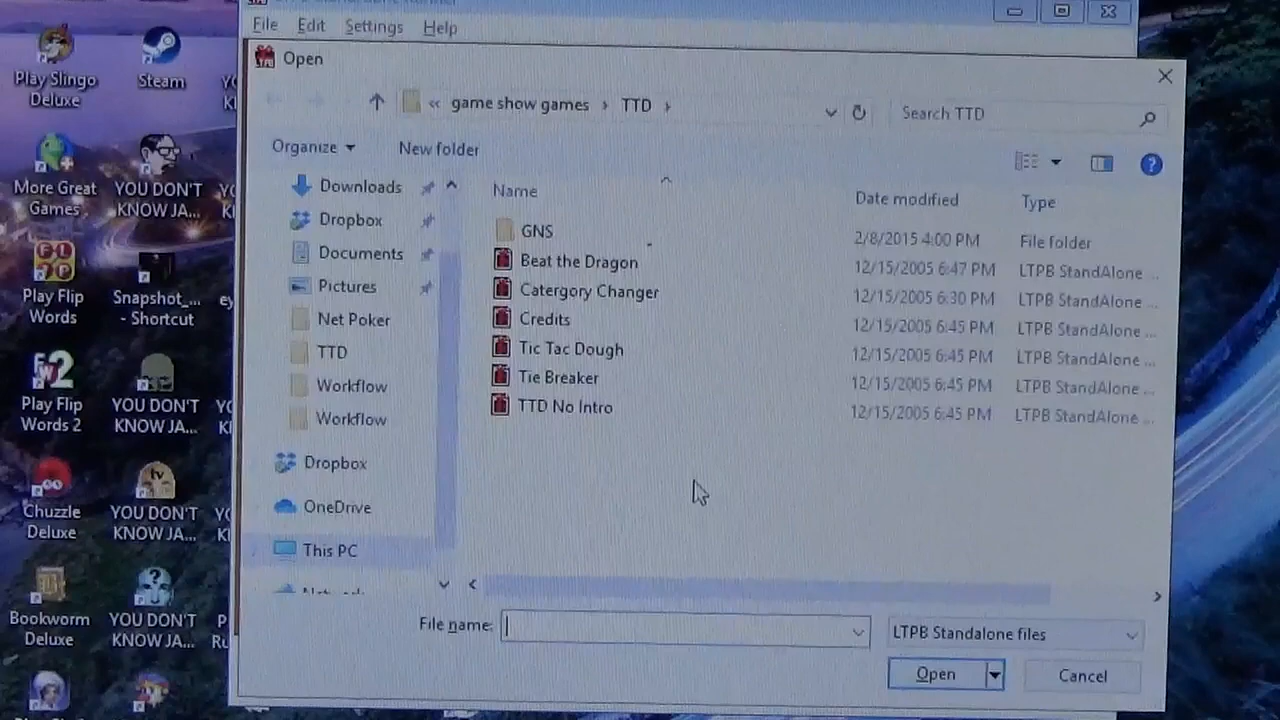 File Edit Settings Help
Open
« game show games › TTD ›
Search TTD
Organize
New folder
Downloads
Dropbox
Documents
Pictures
Net Poker
TTD
Workflow
Workflow
Dropbox
OneDrive
This PC
Name Date modified Type
GNS 2/8/2015 4:00 PM File folder
Beat the Dragon 12/15/2005 6:47 PM LTPB StandAlone ...
Catergory Changer 12/15/2005 6:30 PM LTPB StandAlone ...
Credits 12/15/2005 6:45 PM LTPB StandAlone ...
Tic Tac Dough 12/15/2005 6:45 PM LTPB StandAlone ...
Tie Breaker 12/15/2005 6:45 PM LTPB StandAlone ...
TTD No Intro 12/15/2005 6:45 PM LTPB StandAlone ...
File name:
LTPB Standalone files
Open
Cancel
Play Slingo
Deluxe
Steam
More Great
Games
YOU DON'T
KNOW JA...
Play Flip
Words
Snapshot_...
- Shortcut
Play Flip
Words 2
YOU DON'T
KNOW JA...
Chuzzle
Deluxe
YOU DON'T
KNOW JA...
Bookworm
Deluxe
YOU DON'T
KNOW JA...